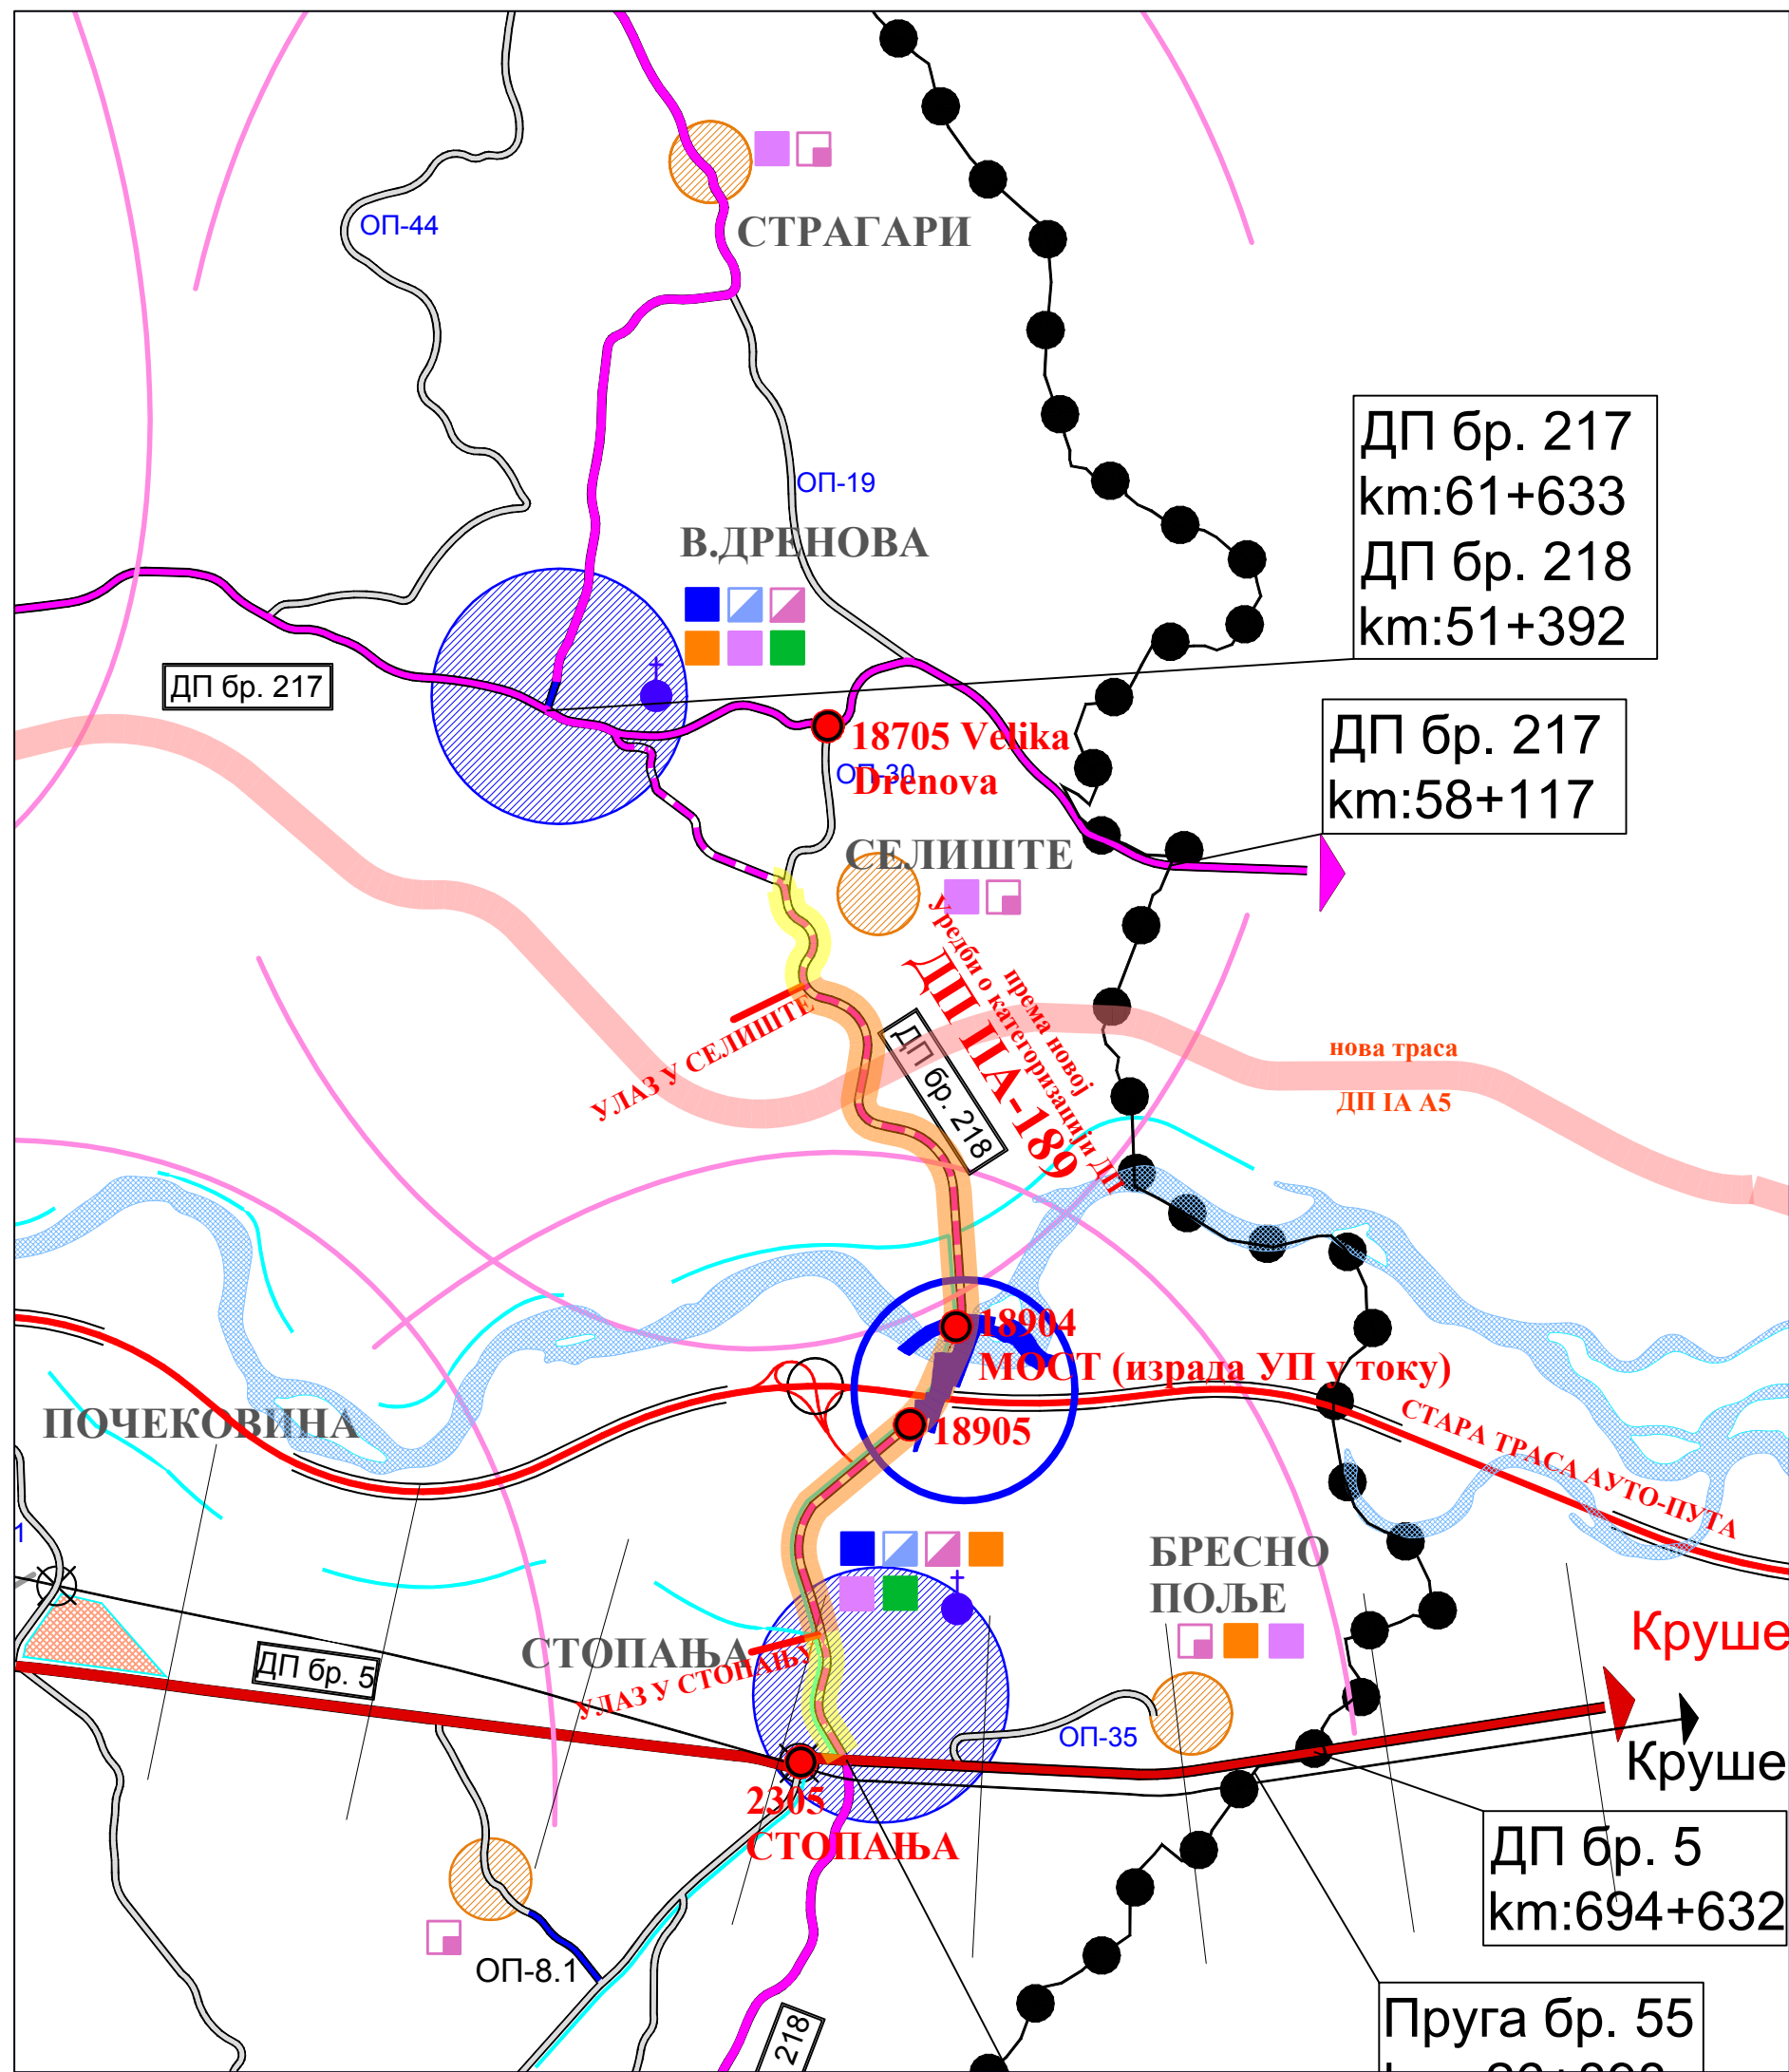 ОП-44
СТРАГАРИ
ДП бр. 217
km:61+633
ДП бр. 218
km:51+392
ОП-19
В.ДРЕНОВА
ДП бр. 217
ДП бр. 217
km:58+117
18705 Velika
Drenova
ОП-30
СЕЛИШТЕ
УЛАЗ У СЕЛИШТЕ
ДП бр. 218
ДП IIА-189
према новој
Уредби о категоризацији ДП
нова траса
ДП IА А5
18904
МОСТ (израда УП у току)
18905
ПОЧЕКОВИНА
СТАРА ТРАСА АУТО-ПУТА
1
БРЕСНО
ПОЉЕ
СТОПАЊА
УЛАЗ У СТОПАЊУ
ДП бр. 5
ОП-35
Круше
Круше
2305
СТОПАЊА
ДП бр. 5
km:694+632
ОП-8.1
218
Пруга бр. 55